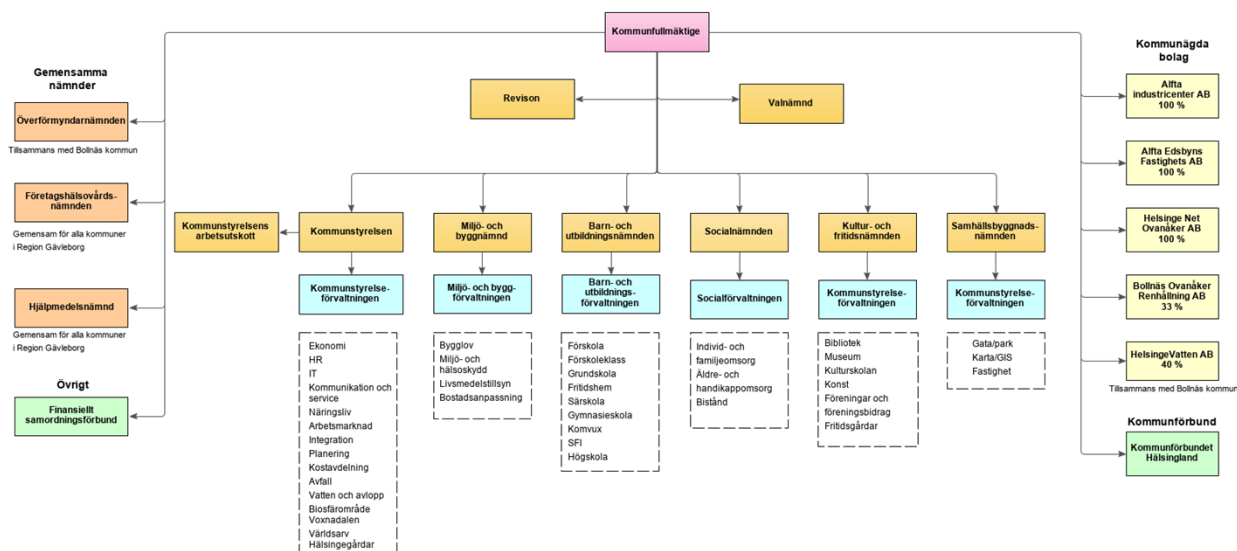 Kommunfullmäktige
Gemensamma
nämnder
Överförmyndarnämnden
Tillsammans med Bollnäs kommun
Företagshälsovårds-
nämnden
Gemensam för alla kommuner
i Region Gävleborg
Hjälpmedelsnämnd
Gemensam för alla kommuner
i Region Gävleborg
Övrigt
Finansiellt
samordningsförbund
Revison
Valnämnd
Kommunstyrelsens
arbetsutskott
Kommunstyrelsen
Kommunstyrelse-
förvaltningen
Ekonomi
HR
IT
Kommunikation och
service
Näringsliv
Arbetsmarknad
Integration
Planering
Kostavdelning
Avfall
Vatten och avlopp
Biosfärområde
Voxnadalen
Världsarv
Hälsingegårdar
Miljö- och
byggnämnd
Miljö- och bygg-
förvaltningen
Bygglov
Miljö- och
hälsoskydd
Livsmedelstillsyn
Bostadsanpassning
Barn- och
utbildningsnämnden
Barn- och
utbildnings-
förvaltningen
Förskola
Förskoleklass
Grundskola
Fritidshem
Särskola
Gymnasieskola
Komvux
SFI
Högskola
Socialnämnden
Socialförvaltningen
Individ- och
familjeomsorg
Äldre- och
handikappomsorg
Bistånd
Kultur- och
fritidsnämnden
Kommunstyrelse-
förvaltningen
Bibliotek
Museum
Kulturskolan
Konst
Föreningar och
föreningsbidrag
Fritidsgårdar
Samhällsbyggnads-
nämnden
Kommunstyrelse-
förvaltningen
Gata/park
Karta/GIS
Fastighet
Kommunägda
bolag
Alfta
industricenter AB
100 %
Alfta Edsbyns
Fastighets AB
100 %
Helsinge Net
Ovanåker AB
100 %
Bollnäs Ovanåker
Renhållning AB
33 %
HelsingeVatten AB
40 %
Tillsammans med Bollnäs kommun
Kommunförbund
Kommunförbundet
Hälsingland